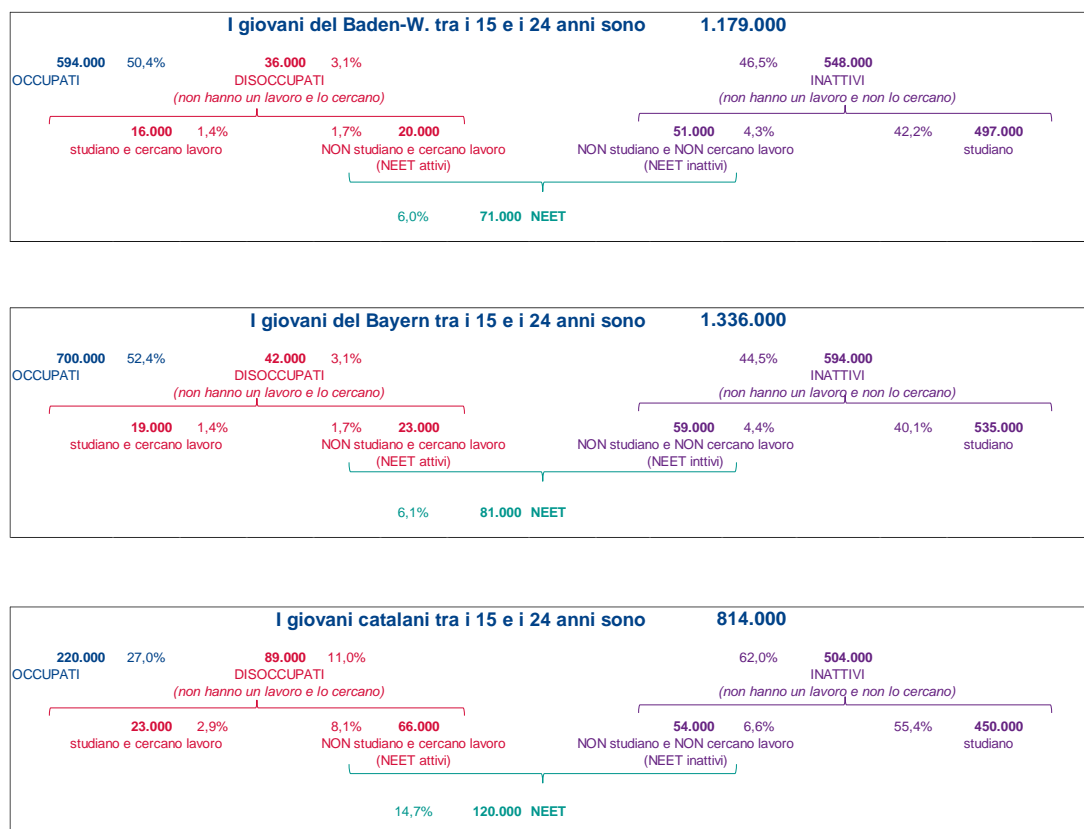 I giovani del Baden-W. tra i 15 e i 24 anni sono 1.179.000
594.000 50,4% 36.000 3,1% 46,5% 548.000
OCCUPATI DISOCCUPATI INATTIVI
(non hanno un lavoro e lo cercano) (non hanno un lavoro e non lo cercano)
16.000 1,4% 1,7% 20.000 51.000 4,3% 42,2% 497.000
studiano e cercano lavoro NON studiano e cercano lavoro NON studiano e NON cercano lavoro studiano
(NEET attivi) (NEET inattivi)
6,0% 71.000 NEET
I giovani del Bayern tra i 15 e i 24 anni sono 1.336.000
700.000 52,4% 42.000 3,1% 44,5% 594.000
OCCUPATI DISOCCUPATI INATTIVI
(non hanno un lavoro e lo cercano) (non hanno un lavoro e non lo cercano)
19.000 1,4% 1,7% 23.000 59.000 4,4% 40,1% 535.000
studiano e cercano lavoro NON studiano e cercano lavoro NON studiano e NON cercano lavoro studiano
(NEET attivi) (NEET inttivi)
6,1% 81.000 NEET
I giovani catalani tra i 15 e i 24 anni sono 814.000
220.000 27,0% 89.000 11,0% 62,0% 504.000
OCCUPATI DISOCCUPATI INATTIVI
(non hanno un lavoro e lo cercano) (non hanno un lavoro e non lo cercano)
23.000 2,9% 8,1% 66.000 54.000 6,6% 55,4% 450.000
studiano e cercano lavoro NON studiano e cercano lavoro NON studiano e NON cercano lavoro studiano
(NEET attivi) (NEET inattivi)
14,7% 120.000 NEET